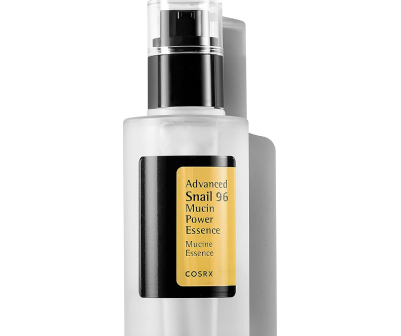 Advanced
Snail 96
Mucin
Power
Essence
Mucine
Essence
COSRX